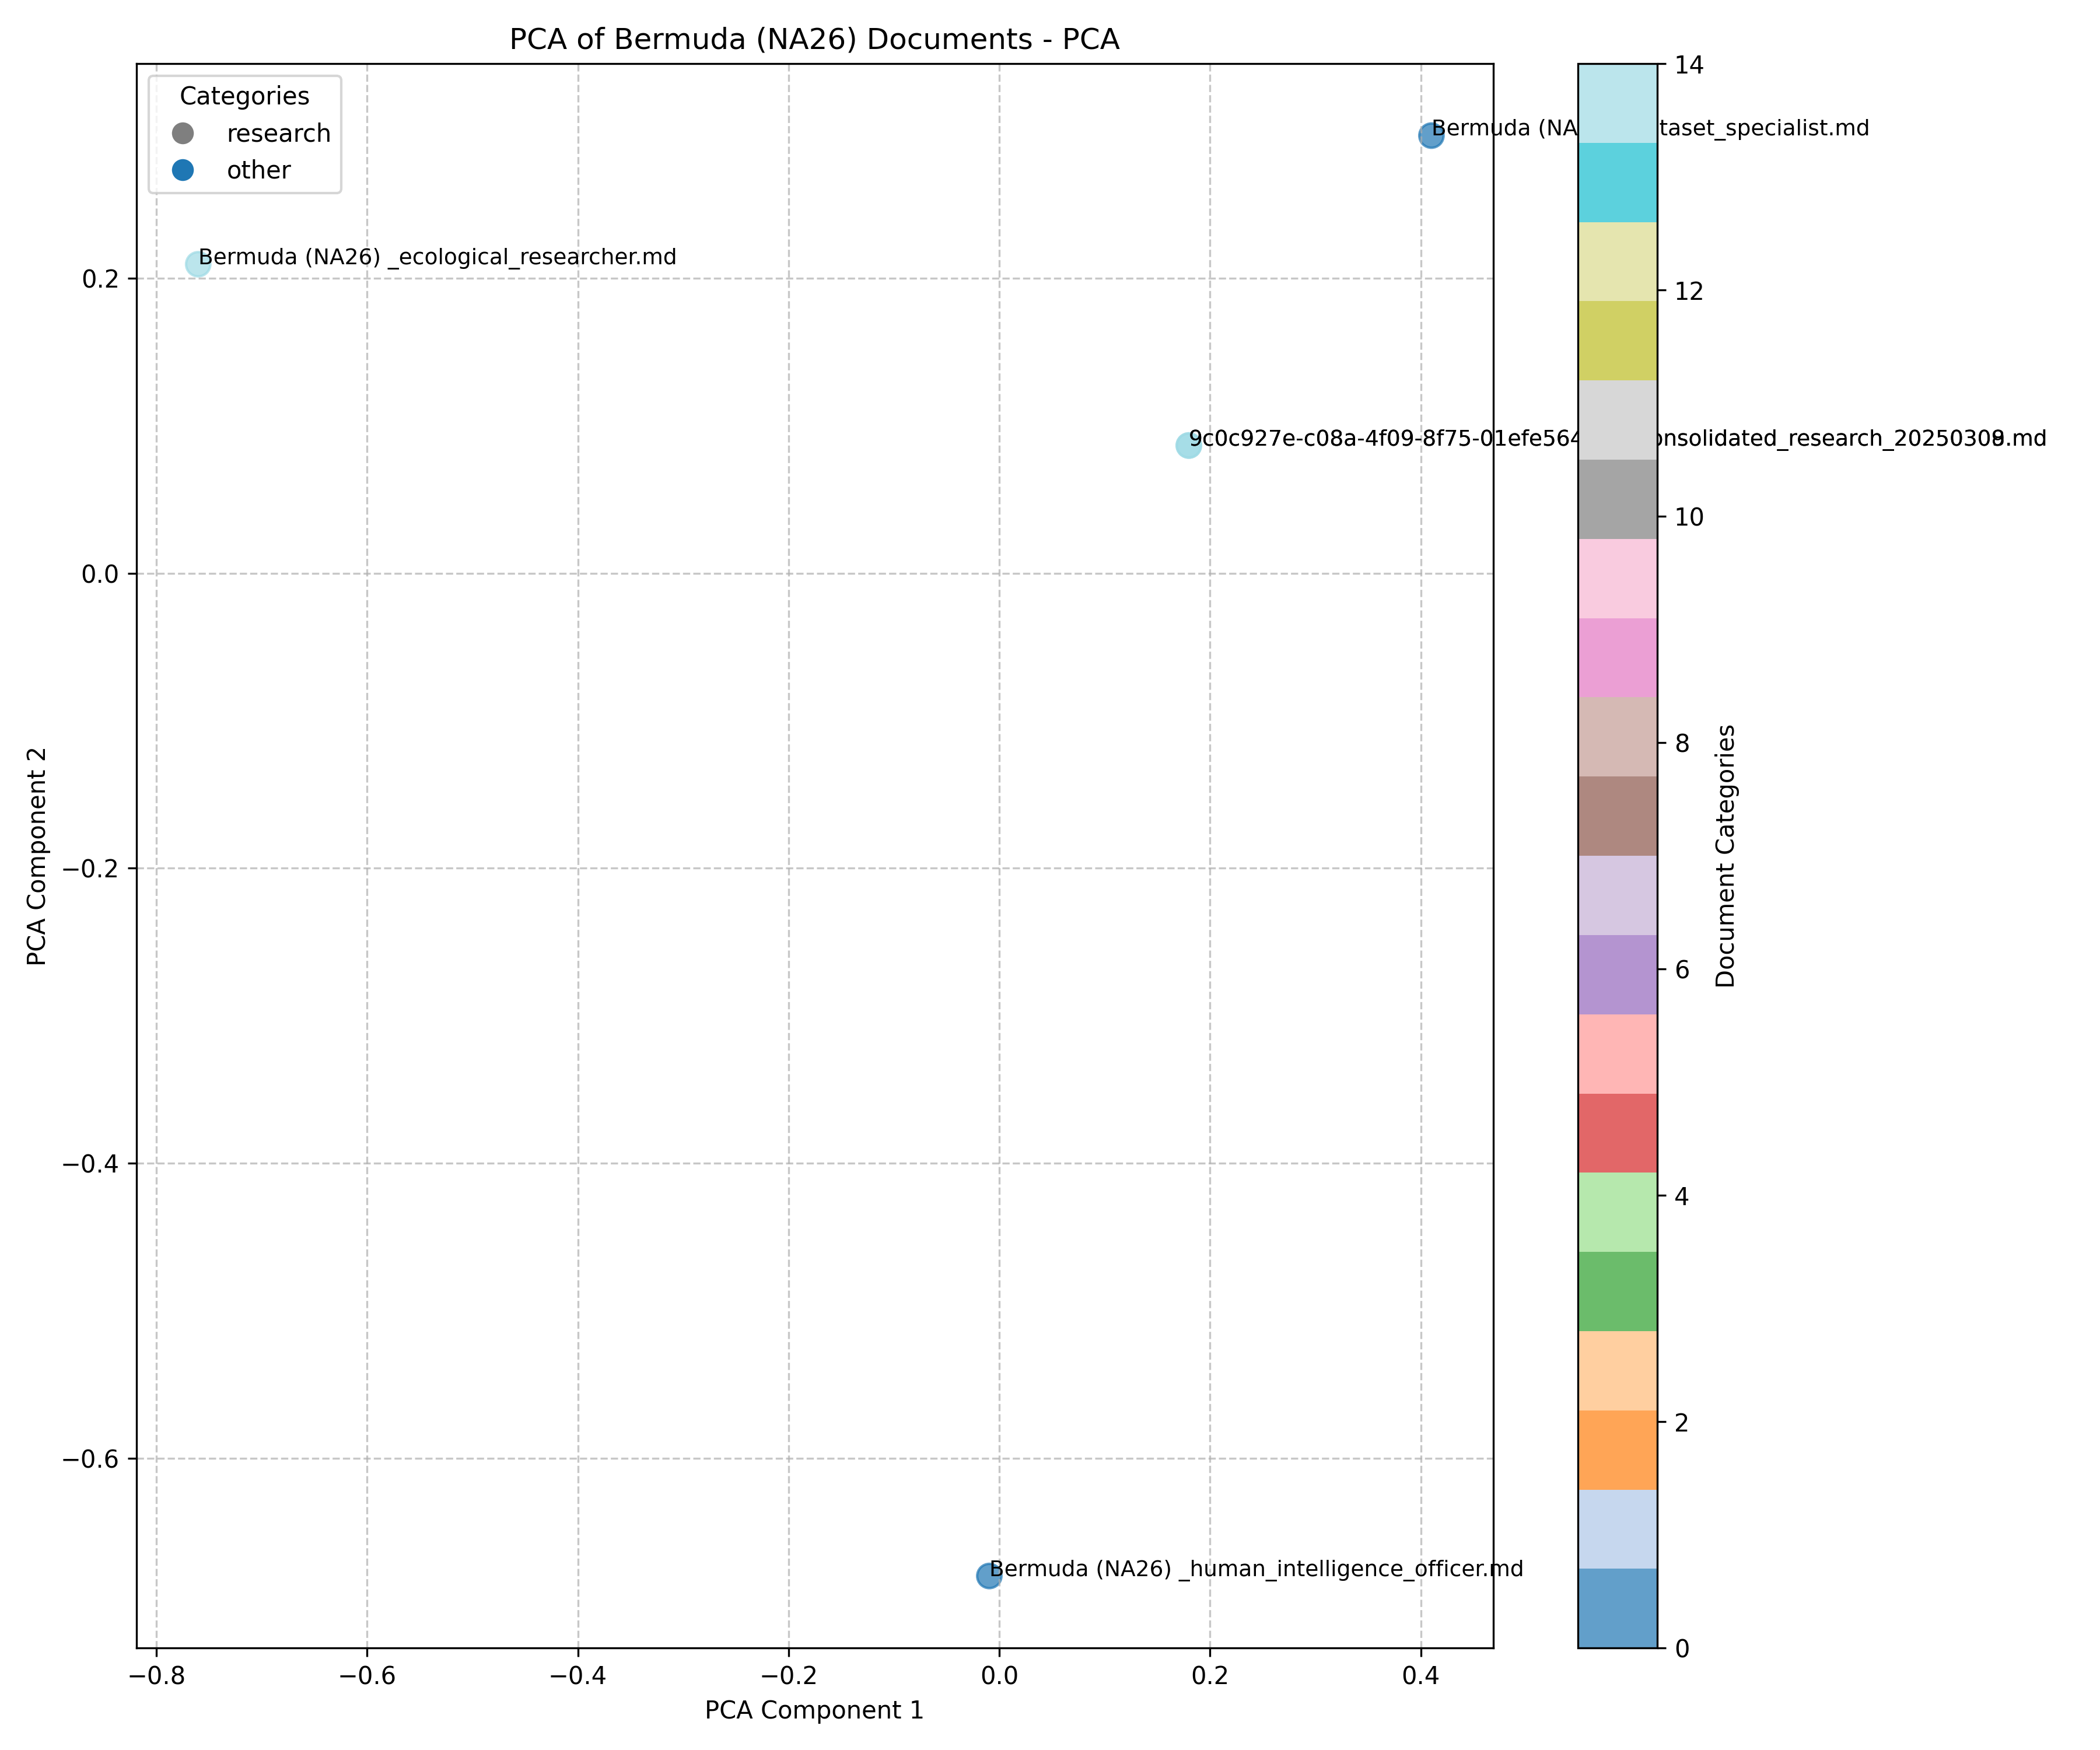 PCA of Bermuda (NA26) Documents - PCA
Categories
research
other
Bermuda (NA taset_specialist.md
Bermuda (NA26) _ecological_researcher.md
9c0c927e-c08a-4f09-8f75-01efe564 onsolidated_research_2025030 .md
Bermuda (NA26) _human_intelligence_officer.md
0.2
0.0
−0.2
−0.4
−0.6
PCA Component 2
−0.8
−0.6
−0.4
−0.2
0.0
0.2
0.4
PCA Component 1
14
12
10
8
6
4
2
0
Document Categories